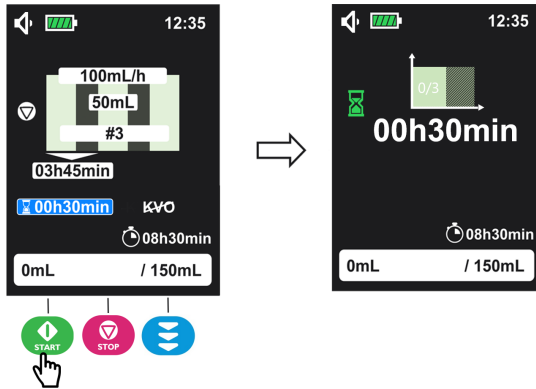 12:35
100mL/h
50mL
#3
03h45min
00h30min KVO
08h30min
0mL / 150mL
START STOP
12:35
0/3
00h30min
08h30min
0mL / 150mL